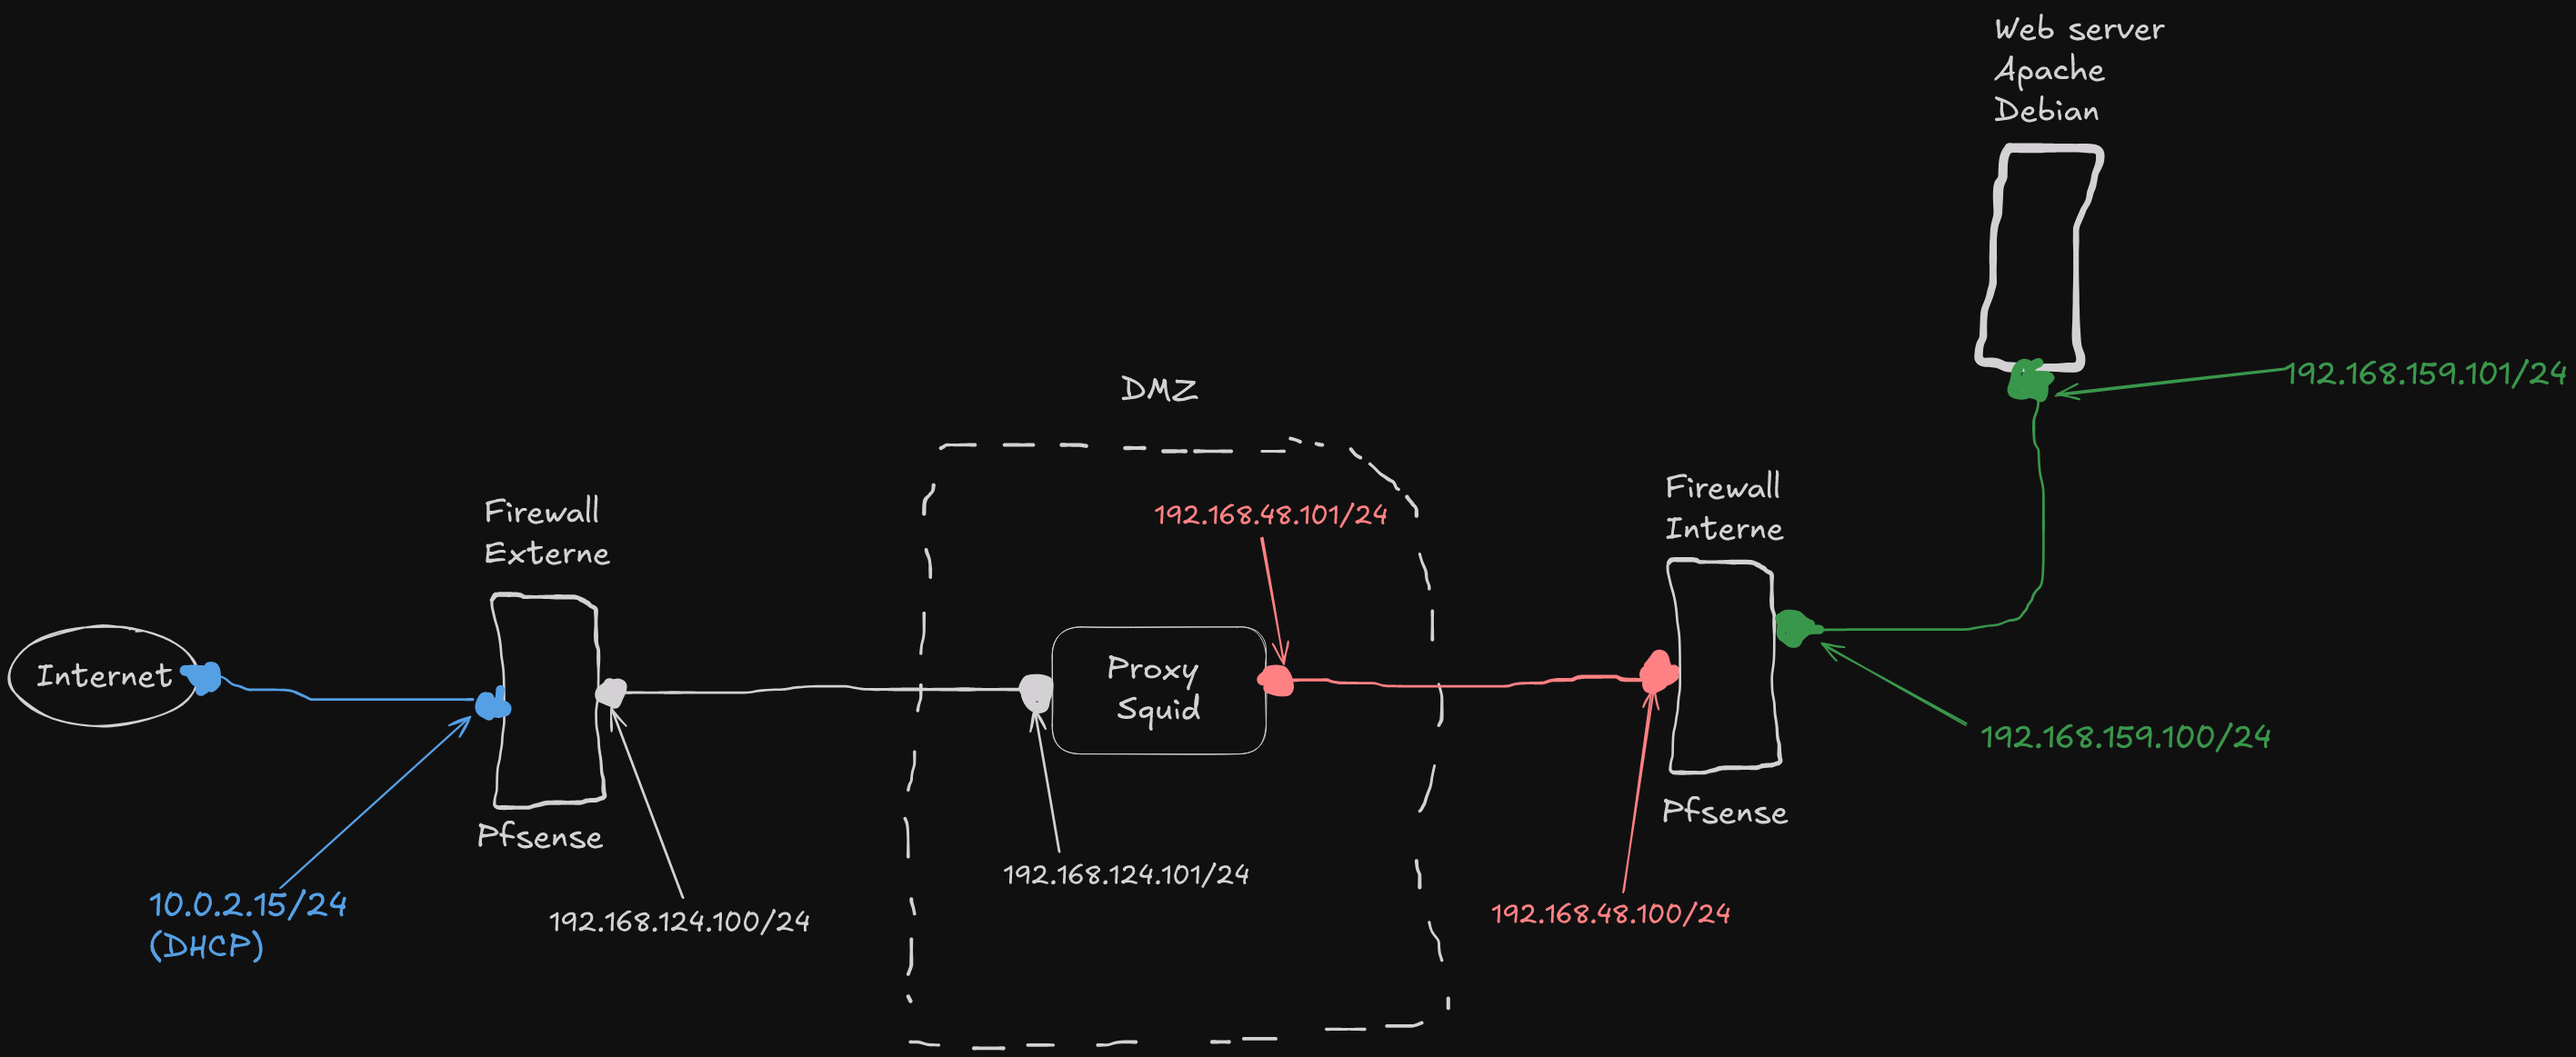 Web server
Apache
Debian
192.168.159.101/24
DMZ
Firewall
Externe
192.168.48.101/24
Firewall
Interne
Internet
Proxy
Squid
192.168.159.100/24
Pfsense
Pfsense
10.0.2.15/24
(DHCP)
192.168.124.100/24
192.168.124.101/24
192.168.48.100/24